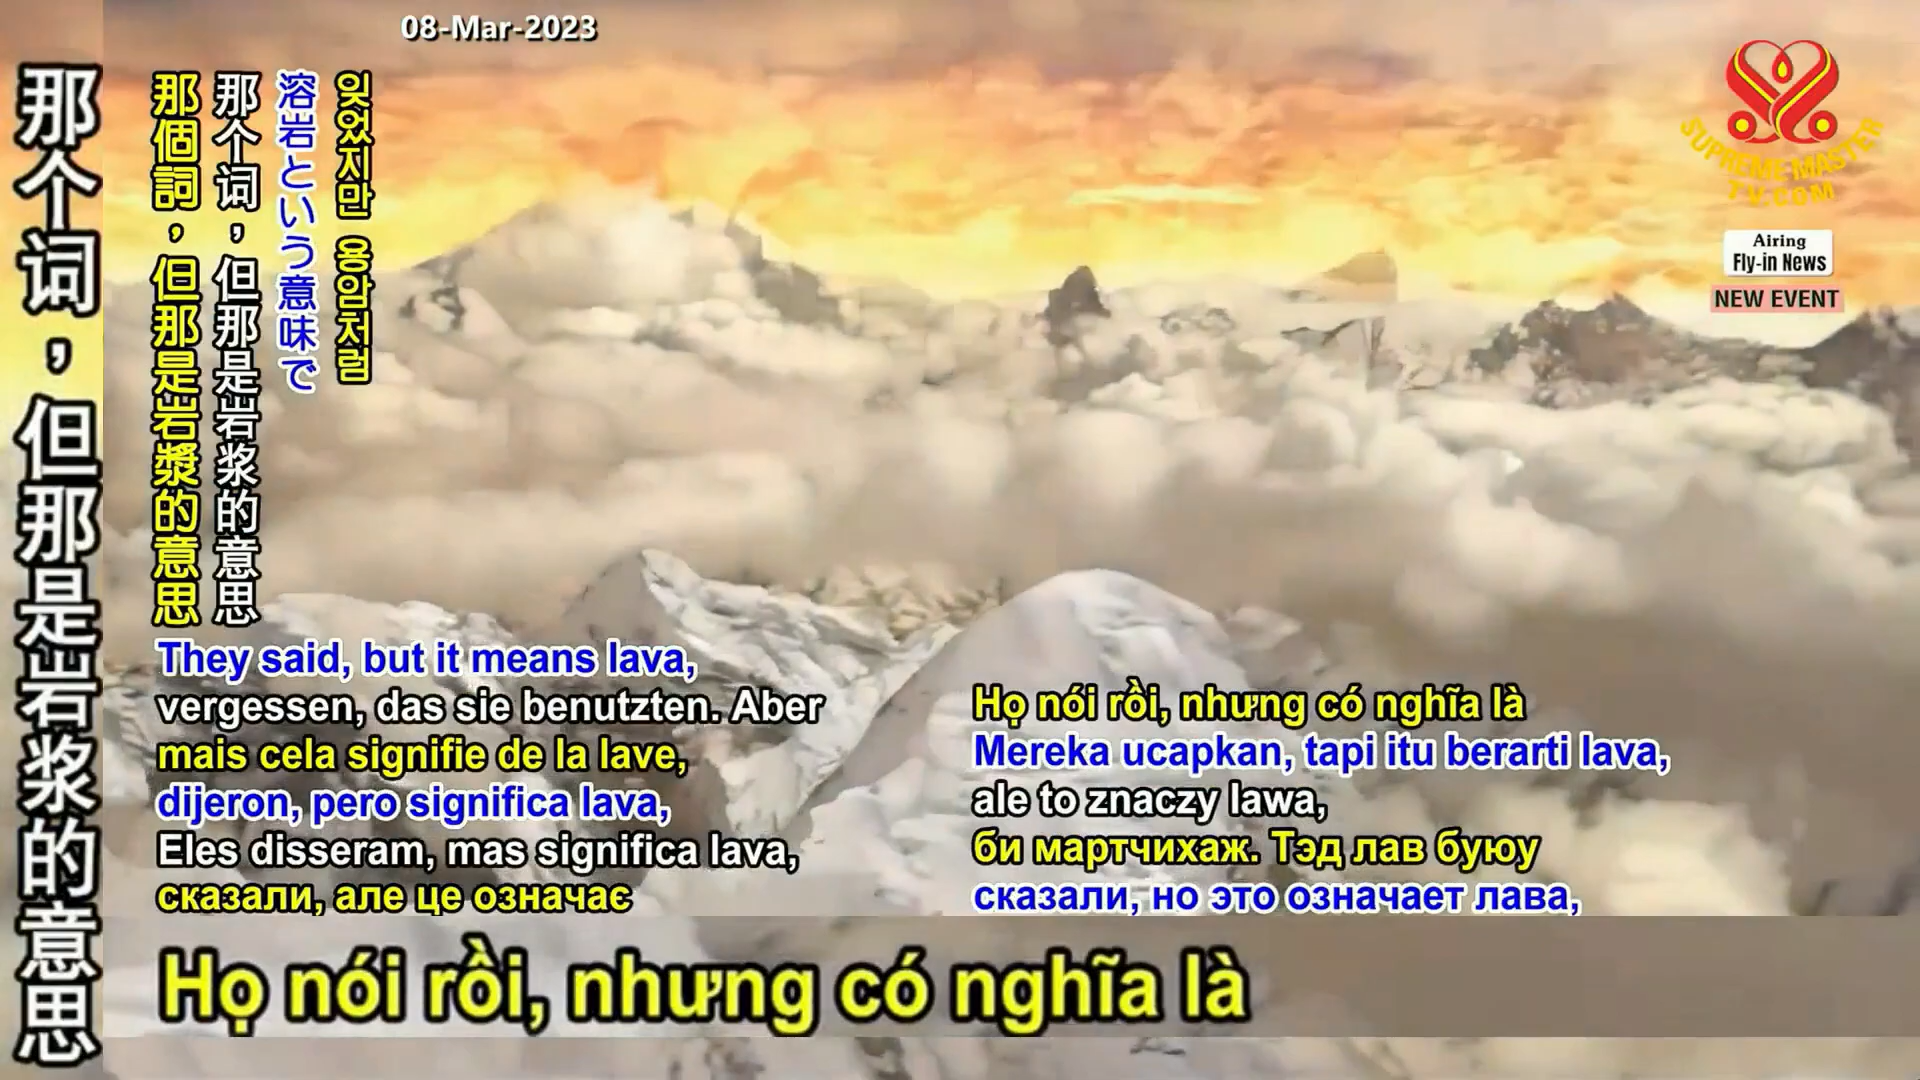 08-Mar-2023
那个词，但那是岩浆的意思
那個詞，但那是岩漿的意思
那个词，但那是岩浆的意思
溶岩という意味で
잊었지만 용암처럼
SUPREME MASTER
TV.COM
Airing
Fly-in News
NEW EVENT
They said, but it means lava,
vergessen, das sie benutzten. Aber
mais cela signifie de la lave,
dijeron, pero significa lava,
Eles disseram, mas significa lava,
сказали, але це означає
Họ nói rồi, nhưng có nghĩa là
Mereka ucapkan, tapi itu berarti lava,
ale to znaczy lawa,
би мартчихаж. Тэд лав буюу
сказали, но это означает лава,
Họ nói rồi, nhưng có nghĩa là